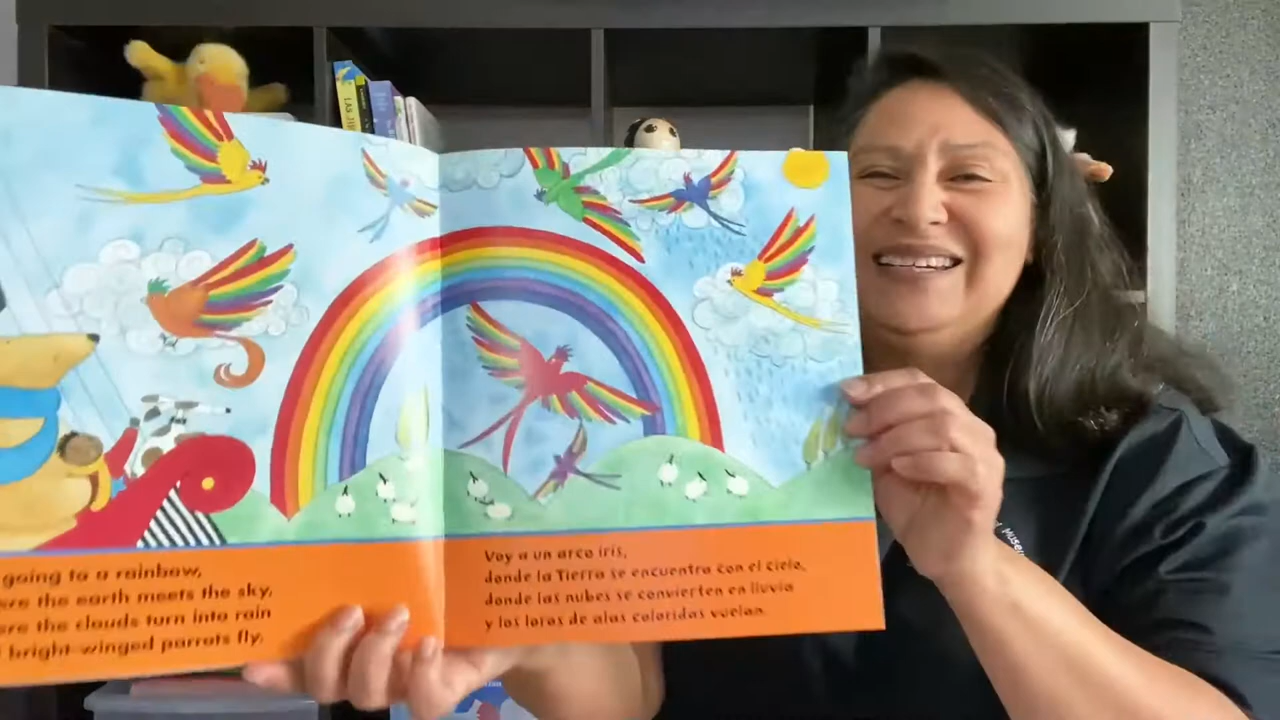 going to a rainbow,
the earth meets the sky,
the clouds turn into rain
bright-winged parrots fly.
Voy a un arco iris,
donde la Tierra se encuentra con el cielo,
donde las nubes se convierten en lluvia
y los loros de alas coloridas vuelan.
LAS